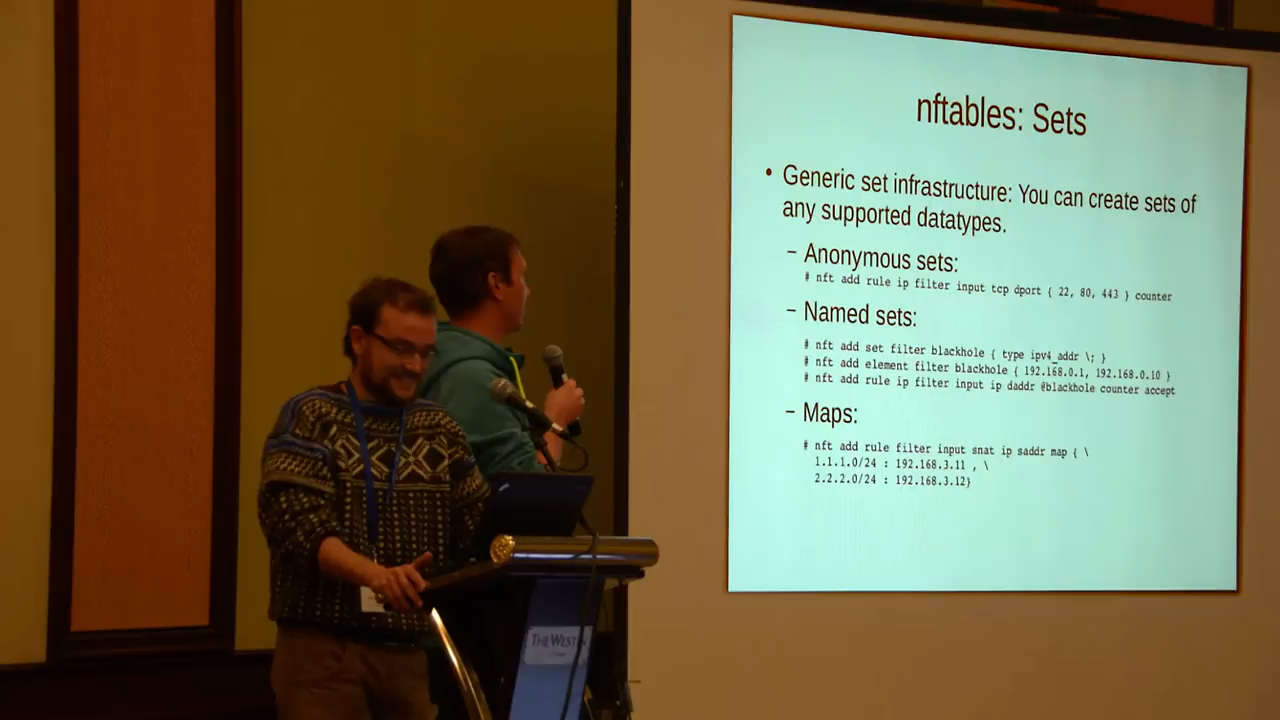 nftables: Sets
• Generic set infrastructure: You can create sets of
any supported datatypes.
– Anonymous sets:
# nft add rule ip filter input tcp dport { 22, 80, 443 } counter
– Named sets:
# nft add set filter blackhole { type ipv4_addr \; }
# nft add element filter blackhole { 192.168.0.1, 192.168.0.10 }
# nft add rule ip filter input ip daddr @blackhole counter accept
– Maps:
# nft add rule filter input snat ip saddr map { \
1.1.1.0/24 : 192.168.3.11 , \
2.2.2.0/24 : 192.168.3.12}
THE WESTIN